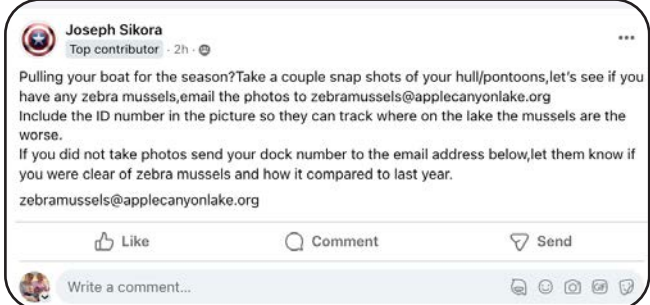 Joseph Sikora
Top contributor · 2h ·
Pulling your boat for the season?Take a couple snap shots of your hull/pontoons,let's see if you
have any zebra mussels,email the photos to zebramussels@applecanyonlake.org
Include the ID number in the picture so they can track where on the lake the mussels are the
worse.
If you did not take photos send your dock number to the email address below,let them know if
you were clear of zebra mussels and how it compared to last year.
zebramussels@applecanyonlake.org
Like Comment Send
Write a comment...
GIF